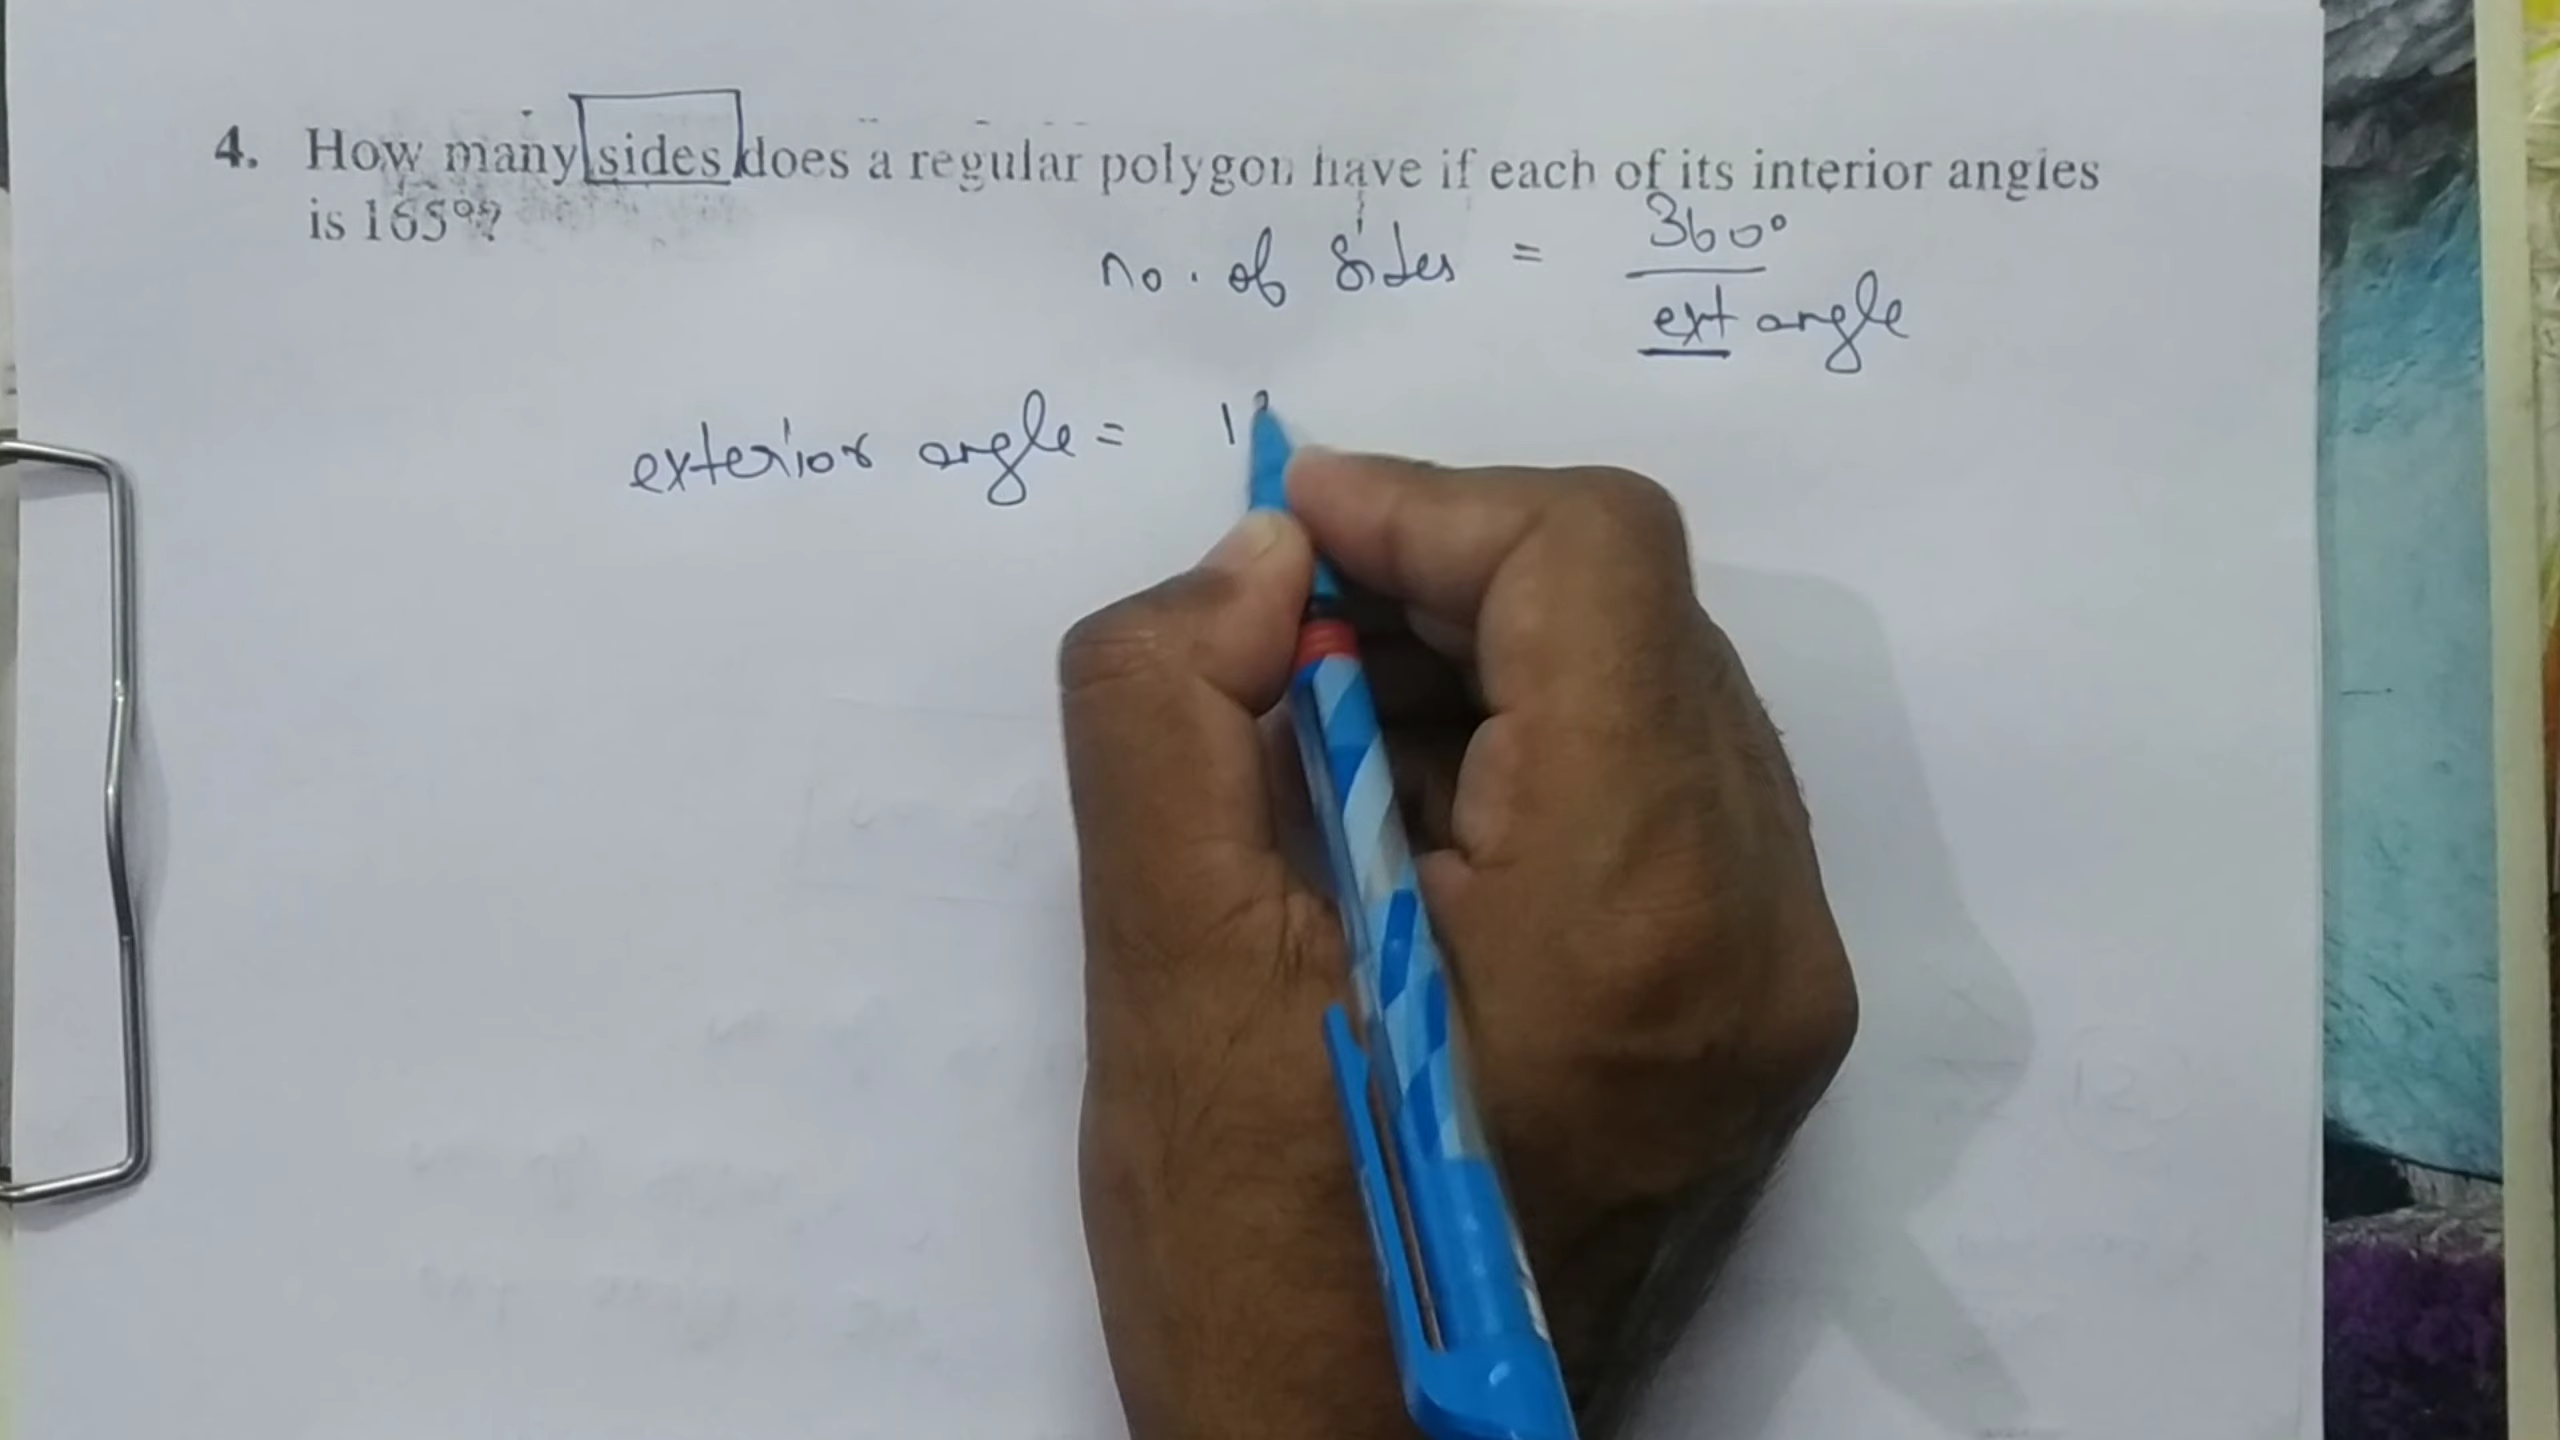 4. How many sides does a regular polygon have if each of its interior angles
is 165°?
no. of sides = 360°
ext angle
exterior angle = 1